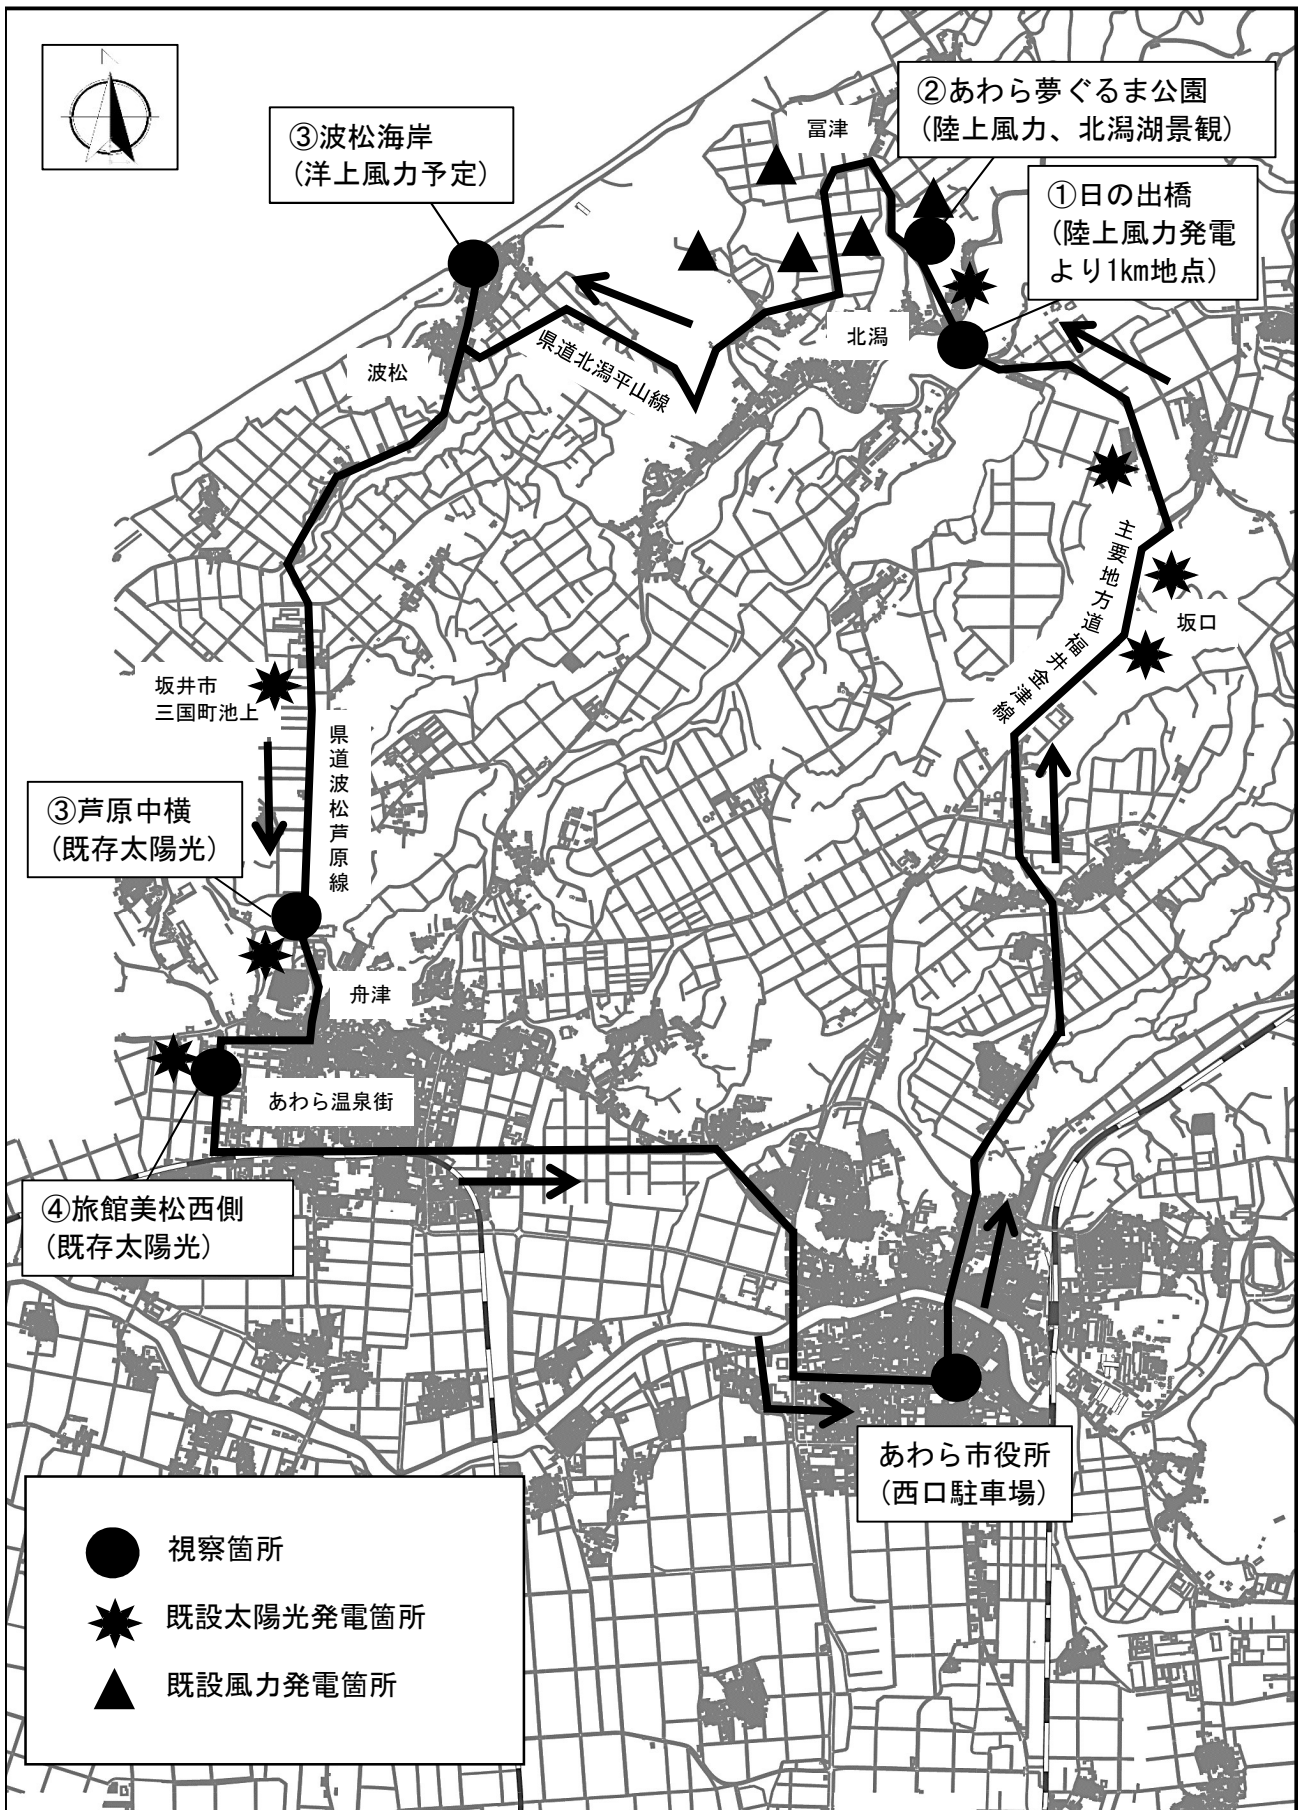 N
②あわら夢ぐるま公園
(陸上風力、北潟湖景観)
③波松海岸
(洋上風力予定)
冨津
①日の出橋
(陸上風力発電
より1km地点)
北潟
県道北潟平山線
波松
主要地方道福井金津線
坂口
坂井市
三国町池上
県道波松芦原線
③芦原中横
(既存太陽光)
舟津
あわら温泉街
④旅館美松西側
(既存太陽光)
あわら市役所
(西口駐車場)
視察箇所
既設太陽光発電箇所
既設風力発電箇所